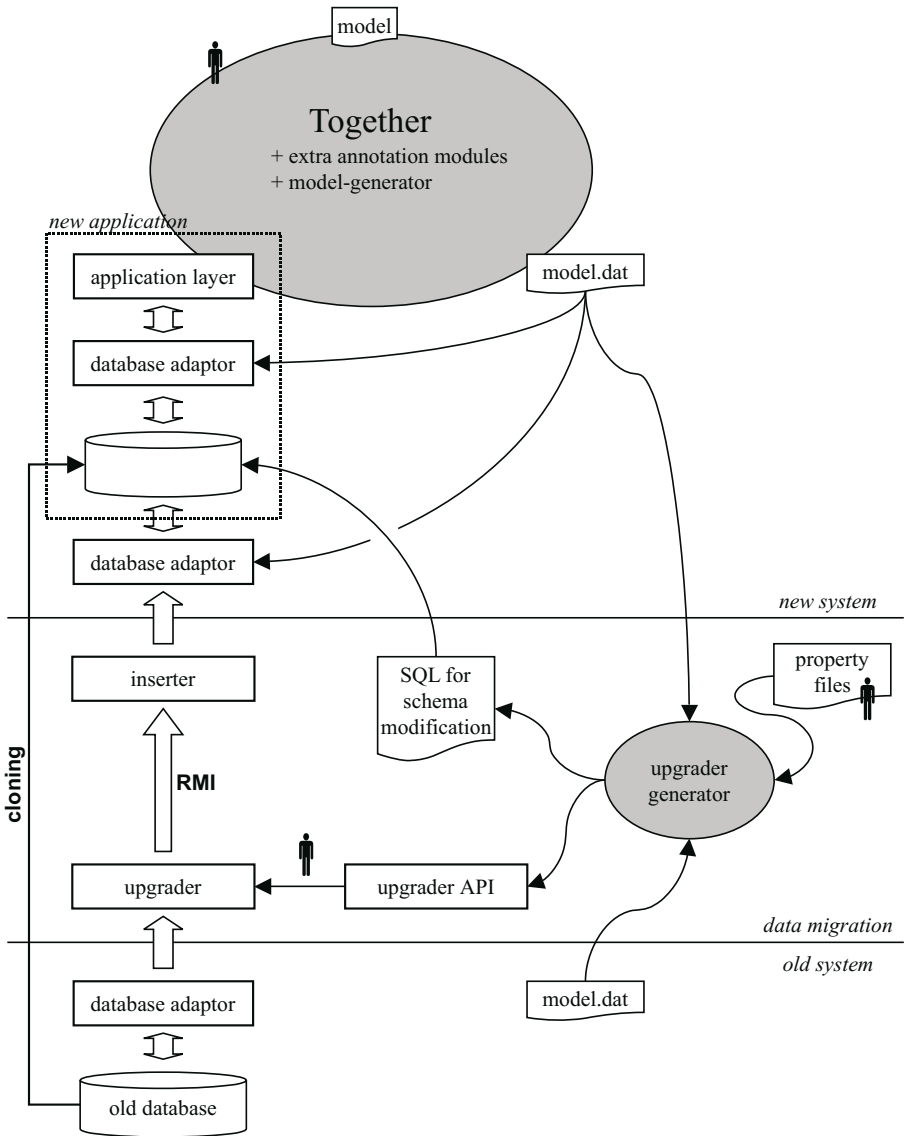 model
Together
+ extra annotation modules
+ model-generator
new application
application layer
model.dat
database adaptor
database adaptor
new system
inserter
SQL for
schema
modification
property
files
cloning
RMI
upgrader
generator
upgrader
upgrader API
data migration
old system
database adaptor
model.dat
old database